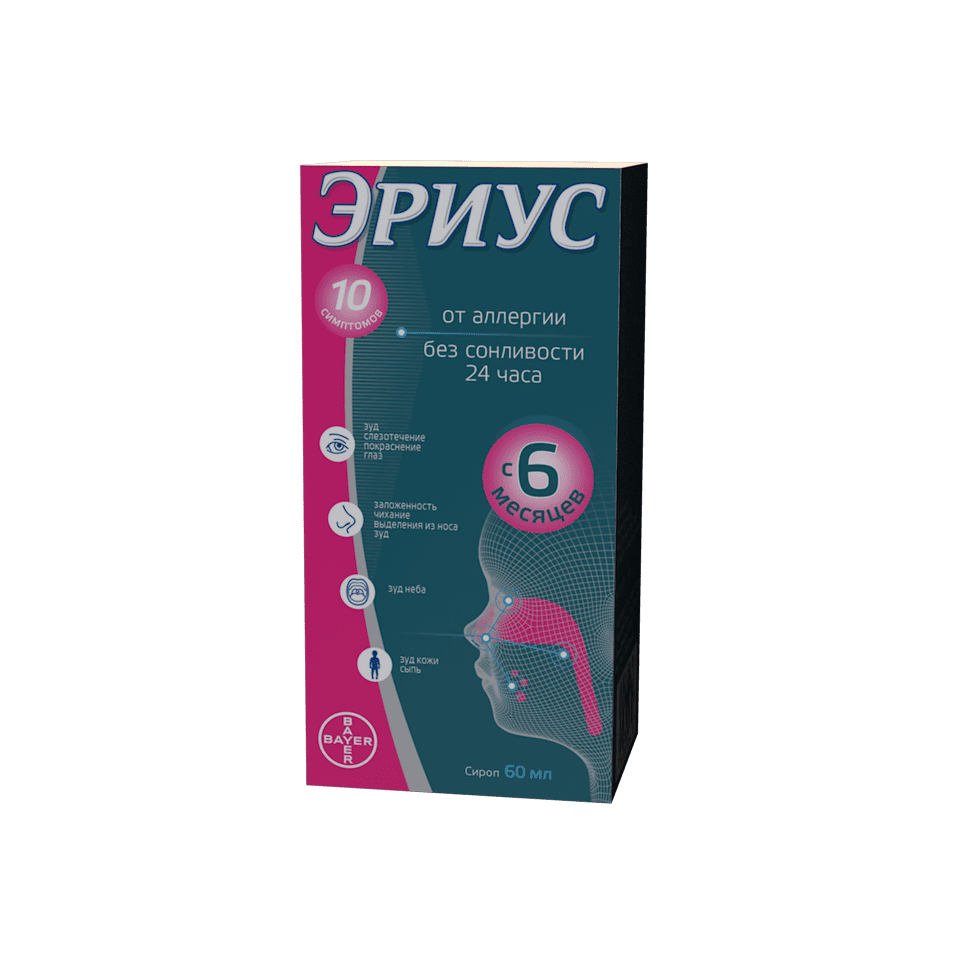 ЭРИУС
10
СИМПТОМОВ
от аллергии
без сонливости
24 часа
зуд
слезотечение
покраснение
глаз
с 6
месяцев
заложенность
чихание
выделения из носа
зуд
зуд неба
зуд кожи
сыпь
BAYER
BAYER
Сироп 60 мл